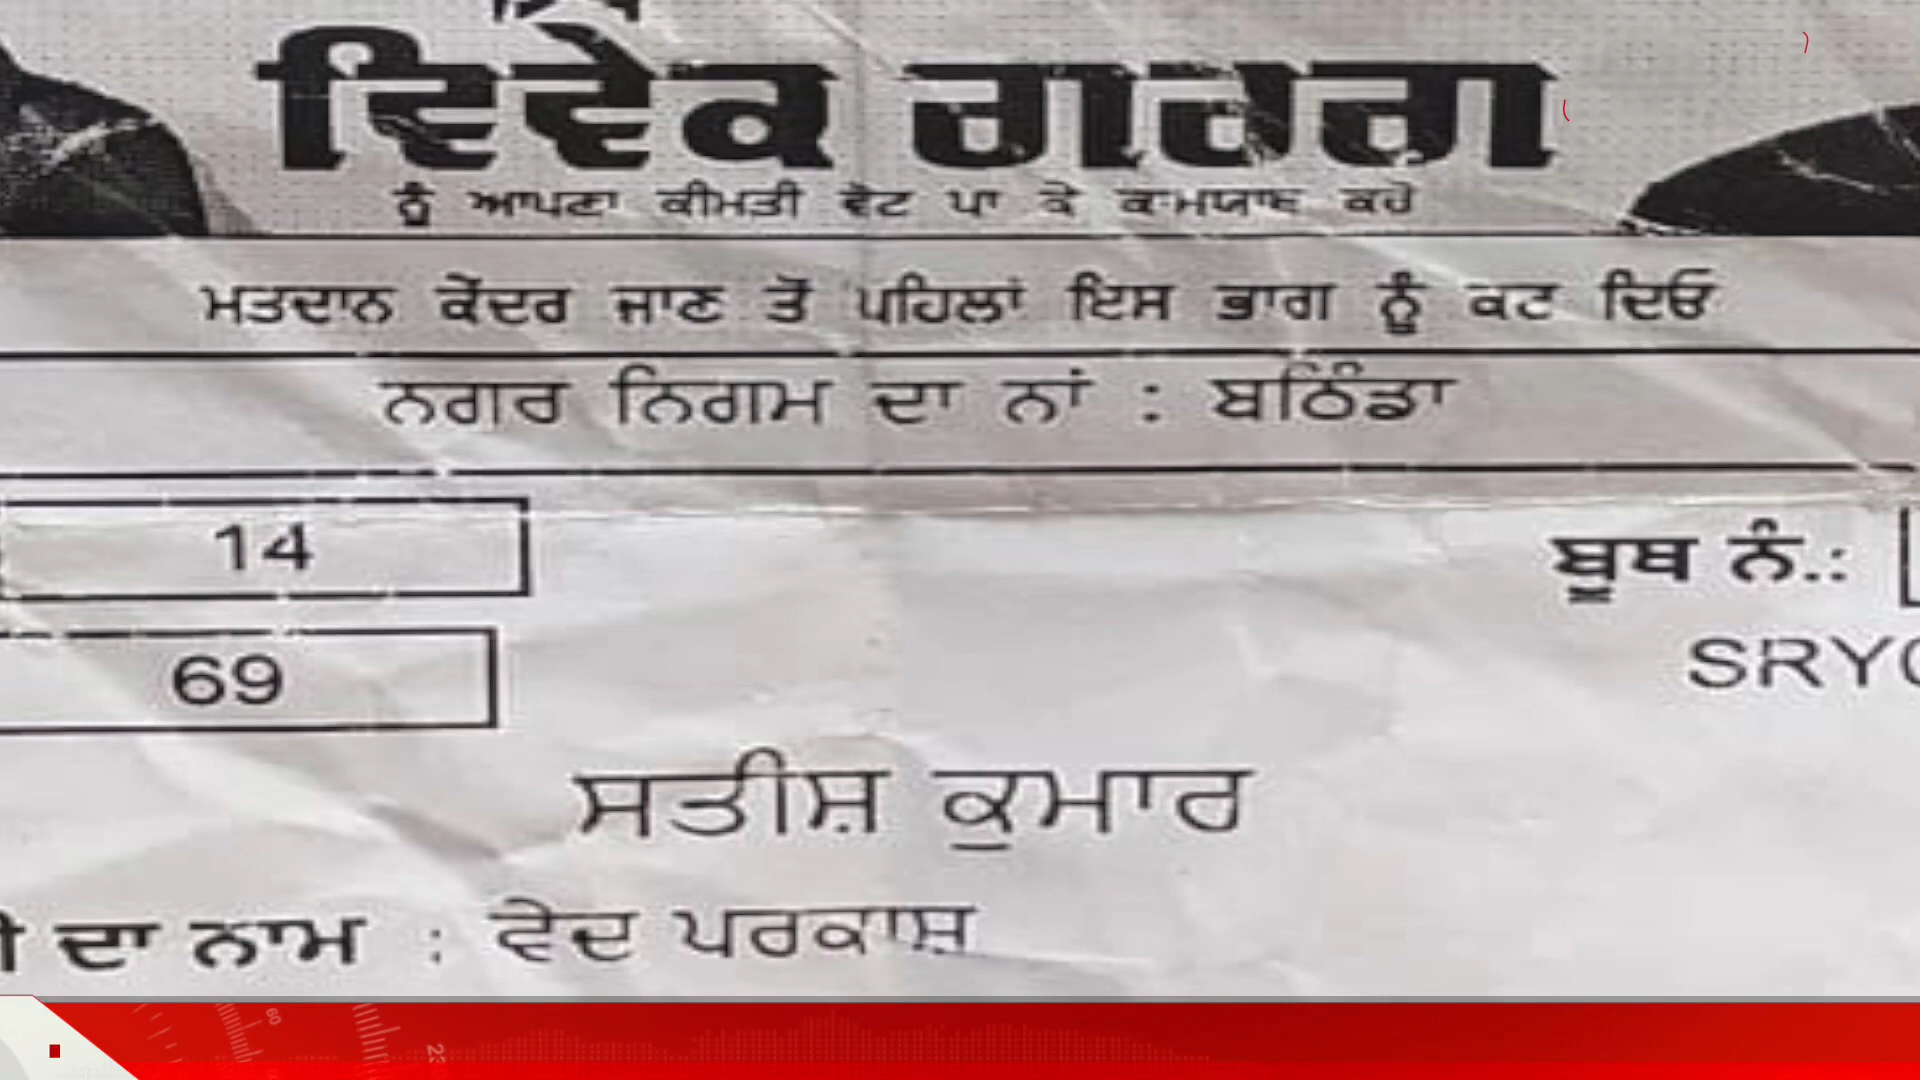 ਵਿਵੇਕ ਗਰਗ
ਨੂੰ ਆਪਣਾ ਕੀਮਤੀ ਵੋਟ ਪਾ ਕੇ ਕਾਮਯਾਬ ਕਰੋ
ਮਤਦਾਨ ਕੇਂਦਰ ਜਾਣ ਤੋਂ ਪਹਿਲਾਂ ਇਸ ਭਾਗ ਨੂੰ ਕਟ ਦਿਓ
ਨਗਰ ਨਿਗਮ ਦਾ ਨਾਂ : ਬਠਿੰਡਾ
14 ਬੂਥ ਨੰ.:
69 SRY
ਸਤੀਸ਼ ਕੁਮਾਰ
ਦਾ ਨਾਮ : ਵੇਦ ਪਰਕਾਸ਼